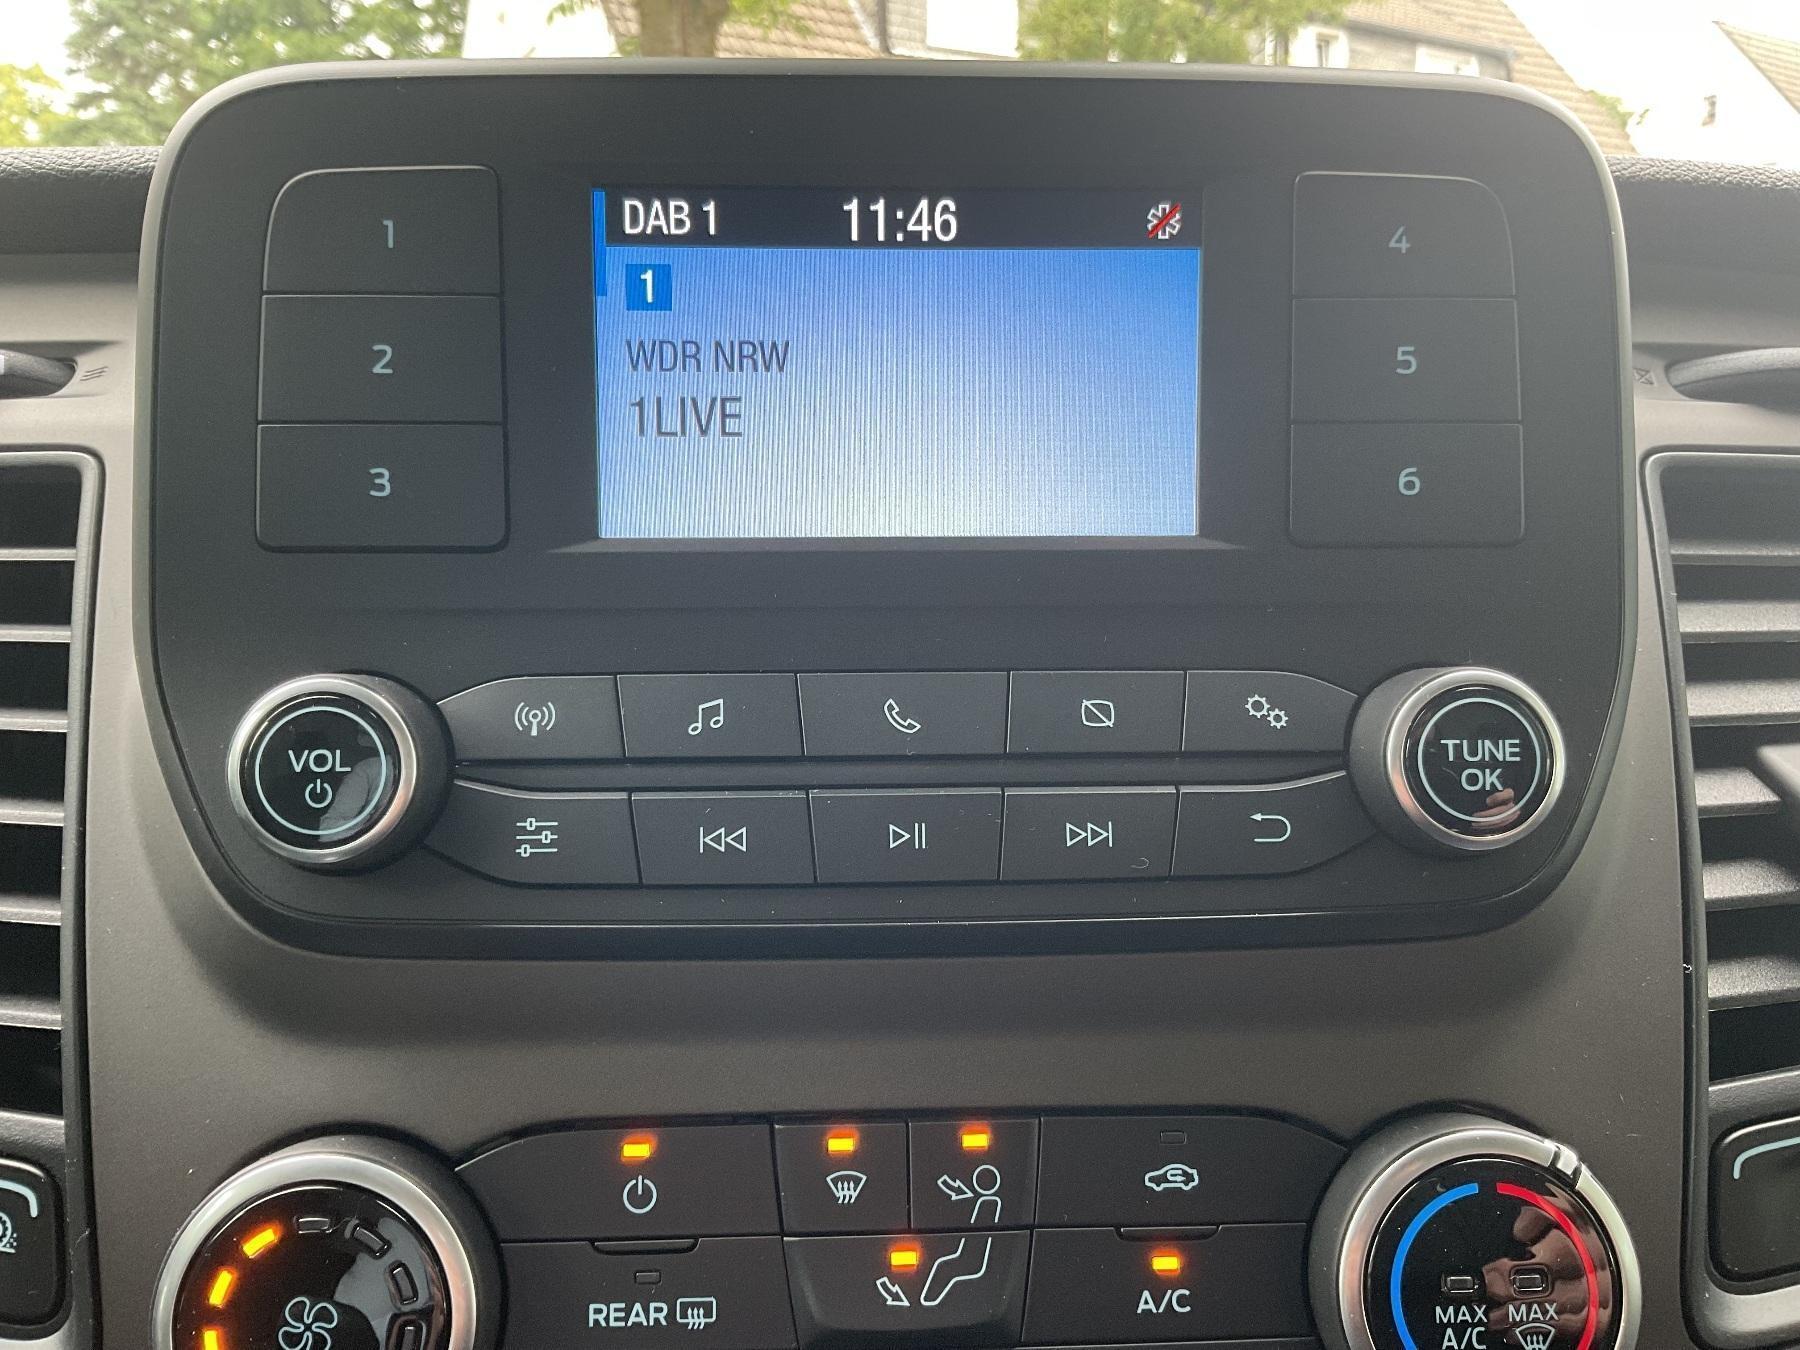 DAB 1 11:46
1
WDR NRW
1LIVE
1
2
3
4
5
6
VOL
TUNE
OK
REAR
A/C
MAX
A/C
MAX